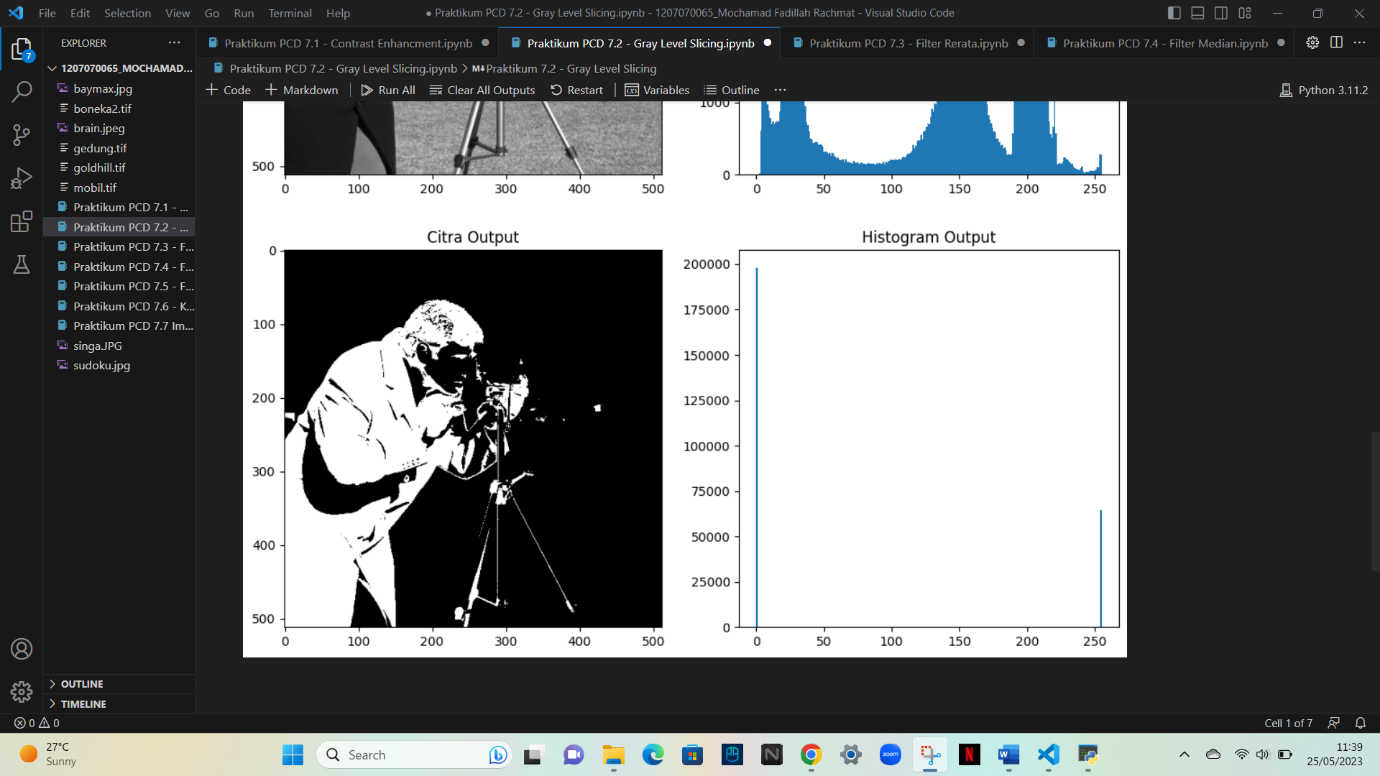 File Edit Selection View Go Run Terminal Help
● Praktikum PCD 7.2 - Gray Level Slicing.ipynb - 1207070065_Mochamad Fadillah Rachmat - Visual Studio Code
EXPLORER ···
Praktikum PCD 7.1 - Contrast Enhancment.ipynb ●
Praktikum PCD 7.2 - Gray Level Slicing.ipynb ●
Praktikum PCD 7.3 - Filter Rerata.ipynb ●
Praktikum PCD 7.4 - Filter Median.ipynb ●
7
1207070065_MOCHAMAD...
Praktikum PCD 7.2 - Gray Level Slicing.ipynb > M↓Praktikum 7.2 - Gray Level Slicing
+ Code + Markdown Run All Clear All Outputs Restart Variables Outline ··· Python 3.11.2
baymax.jpg
boneka2.tif
brain.jpeg
gedung.tif
goldhill.tif
mobil.tif
Praktikum PCD 7.1 - ...
Praktikum PCD 7.2 - ...
Praktikum PCD 7.3 - F...
Praktikum PCD 7.4 - F...
Praktikum PCD 7.5 - F...
Praktikum PCD 7.6 - K...
Praktikum PCD 7.7 Im...
singa.JPG
sudoku.jpg
OUTLINE
TIMELINE
500
0 100 200 300 400 500
1000
0
0 50 100 150 200 250
Citra Output
0
100
200
300
400
500
0 100 200 300 400 500
Histogram Output
200000
175000
150000
125000
100000
75000
50000
25000
0
0 50 100 150 200 250
0 0
Cell 1 of 7
27°C
Sunny
Search
zoom
N
W
11:39
25/05/2023